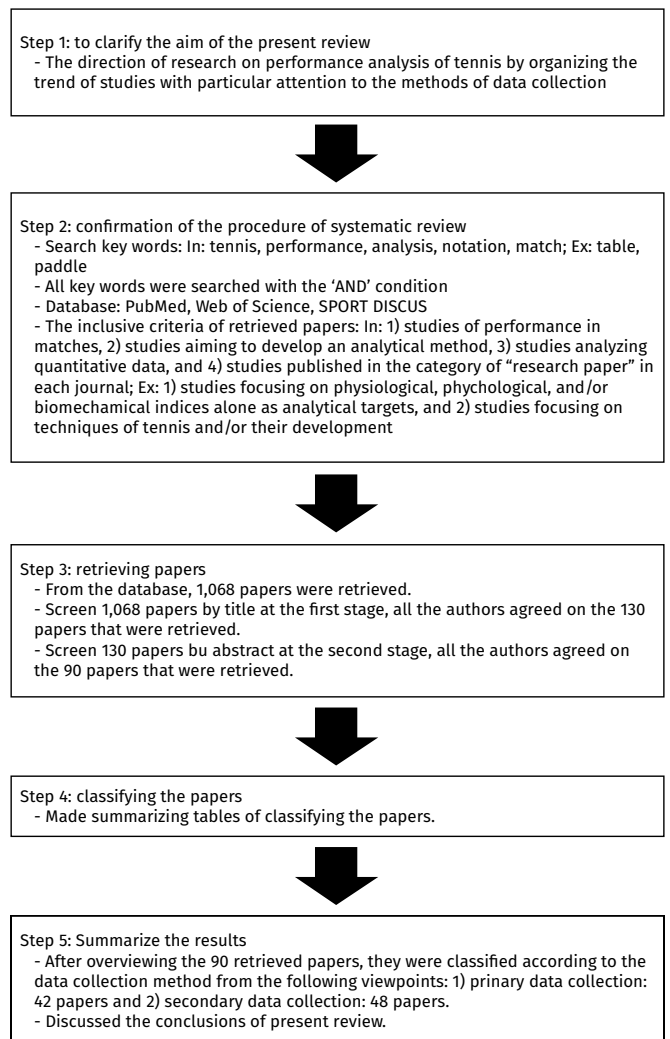 Step 1: to clarify the aim of the present review
- The direction of research on performance analysis of tennis by organizing the
trend of studies with particular attention to the methods of data collection
Step 2: confirmation of the procedure of systematic review
- Search key words: In: tennis, performance, analysis, notation, match; Ex: table,
paddle
- All key words were searched with the ‘AND’ condition
- Database: PubMed, Web of Science, SPORT DISCUS
- The inclusive criteria of retrieved papers: In: 1) studies of performance in
matches, 2) studies aiming to develop an analytical method, 3) studies analyzing
quantitative data, and 4) studies published in the category of “research paper” in
each journal; Ex: 1) studies focusing on physiological, phychological, and/or
biomechamical indices alone as analytical targets, and 2) studies focusing on
techniques of tennis and/or their development
Step 3: retrieving papers
- From the database, 1,068 papers were retrieved.
- Screen 1,068 papers by title at the first stage, all the authors agreed on the 130
papers that were retrieved.
- Screen 130 papers bu abstract at the second stage, all the authors agreed on
the 90 papers that were retrieved.
Step 4: classifying the papers
- Made summarizing tables of classifying the papers.
Step 5: Summarize the results
- After overviewing the 90 retrieved papers, they were classified according to the
data collection method from the following viewpoints: 1) primary data collection:
42 papers and 2) secondary data collection: 48 papers.
- Discussed the conclusions of present review.